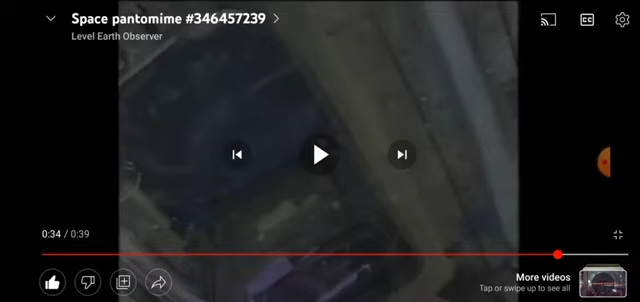 Space pantomime #346457239
Level Earth Observer
CC
0:34 / 0:39
More videos
Tap or swipe up to see all